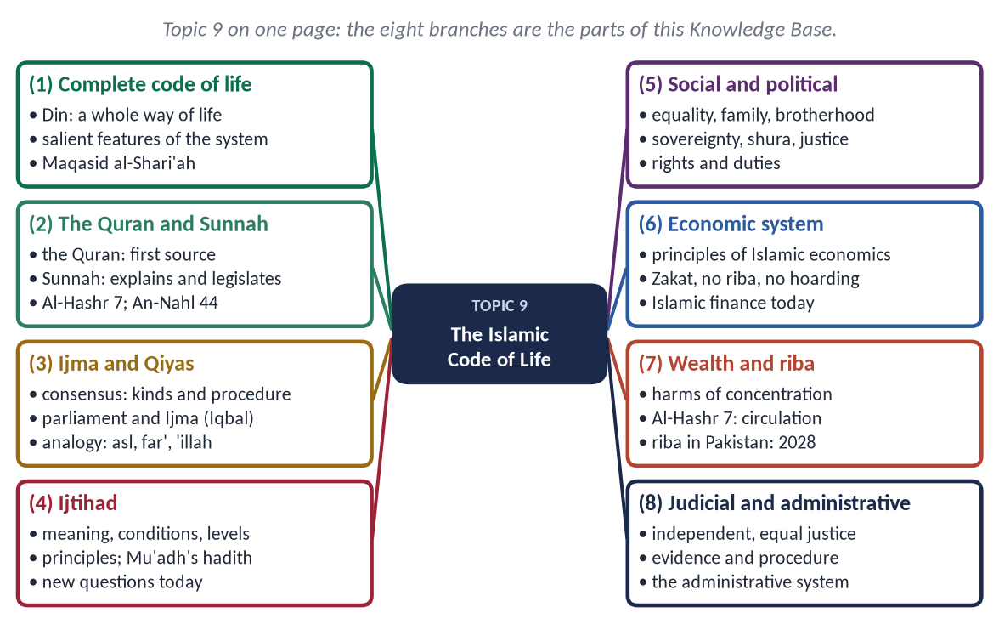 Topic 9 on one page: the eight branches are the parts of this Knowledge Base.
(1) Complete code of life
• Din: a whole way of life
• salient features of the system
• Maqasid al-Shari'ah
(2) The Quran and Sunnah
• the Quran: first source
• Sunnah: explains and legislates
• Al-Hashr 7; An-Nahl 44
(3) Ijma and Qiyas
• consensus: kinds and procedure
• parliament and Ijma (Iqbal)
• analogy: asl, far', 'illah
(4) Ijtihad
• meaning, conditions, levels
• principles; Mu'adh's hadith
• new questions today
TOPIC 9
The Islamic
Code of Life
(5) Social and political
• equality, family, brotherhood
• sovereignty, shura, justice
• rights and duties
(6) Economic system
• principles of Islamic economics
• Zakat, no riba, no hoarding
• Islamic finance today
(7) Wealth and riba
• harms of concentration
• Al-Hashr 7: circulation
• riba in Pakistan: 2028
(8) Judicial and administrative
• independent, equal justice
• evidence and procedure
• the administrative system